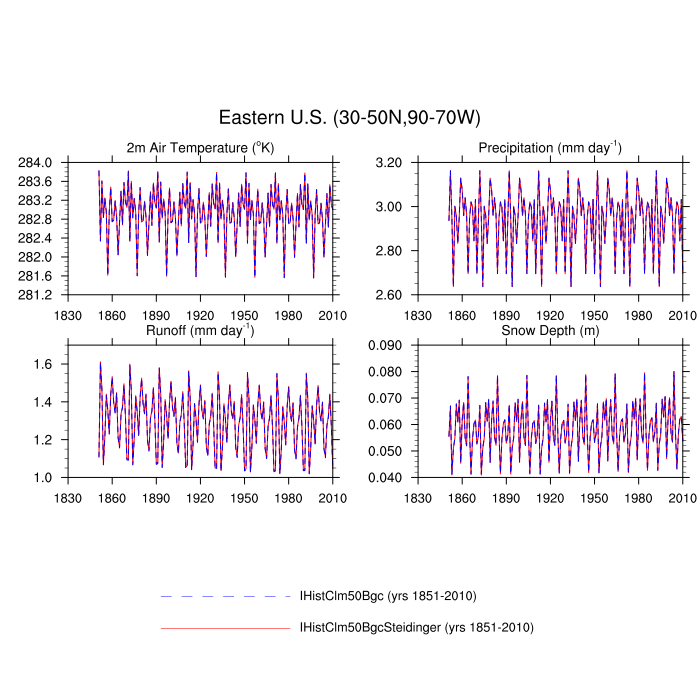 Eastern U.S. (30-50N,90-70W)
2m Air Temperature (°K)
Precipitation (mm day-1)
284.0
283.6
283.2
282.8
282.4
282.0
281.6
281.2
1830 1860 1890 1920 1950 1980 2010
3.20
3.00
2.80
2.60
1830 1860 1890 1920 1950 1980 2010
Runoff (mm day-1)
Snow Depth (m)
1.6
1.4
1.2
1.0
1830 1860 1890 1920 1950 1980 2010
0.090
0.080
0.070
0.060
0.050
0.040
1830 1860 1890 1920 1950 1980 2010
IHistClm50Bgc (yrs 1851-2010)
IHistClm50BgcSteidinger (yrs 1851-2010)